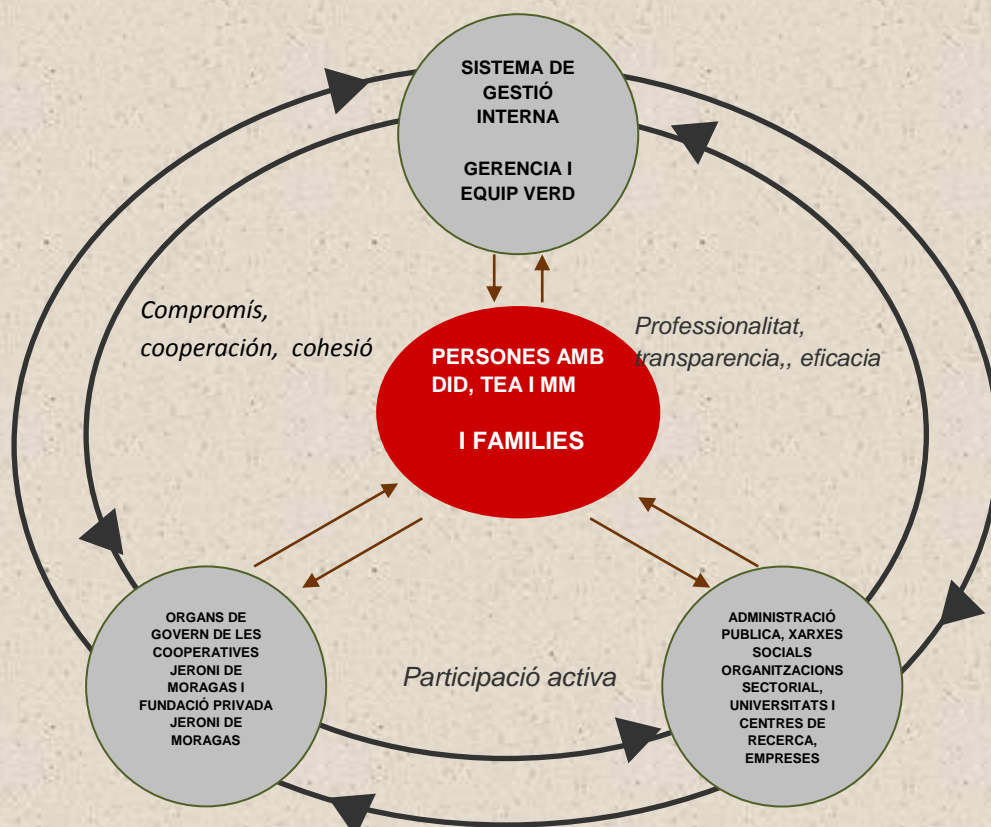 SISTEMA DE
GESTIÓ
INTERNA
GERENCIA I
EQUIP VERD
Compromís,
cooperación, cohesió
Professionalitat,
transparencia,, eficacia
PERSONES AMB
DID, TEA I MM
I FAMILIES
ORGANS DE
GOVERN DE LES
COOPERATIVES
JERONI DE
MORAGAS I
FUNDACIÓ PRIVADA
JERONI DE
MORAGAS
Participació activa
ADMINISTRACIÓ
PUBLICA, XARXES
SOCIALS
ORGANITZACIONS
SECTORIAL,
UNIVERSITATS I
CENTRES DE
RECERCA,
EMPRESES